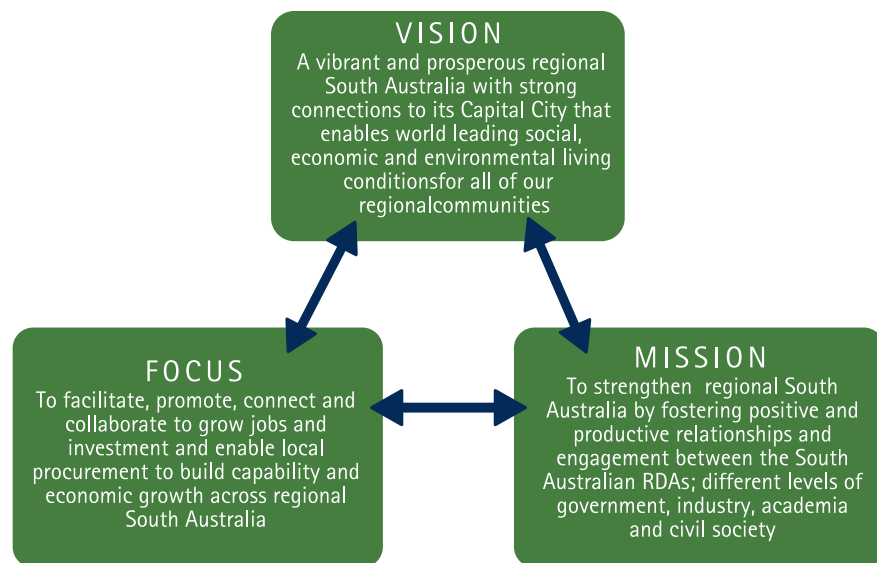 VISION
A vibrant and prosperous regional
South Australia with strong
connections to its Capital City that
enables world leading social,
economic and environmental living
conditionsfor all of our
regionalcommunities
FOCUS
To facilitate, promote, connect and
collaborate to grow jobs and
investment and enable local
procurement to build capability and
economic growth across regional
South Australia
MISSION
To strengthen  regional South
Australia by fostering positive and
productive relationships and
engagement between the South
Australian RDAs; different levels of
government, industry, academia
and civil society